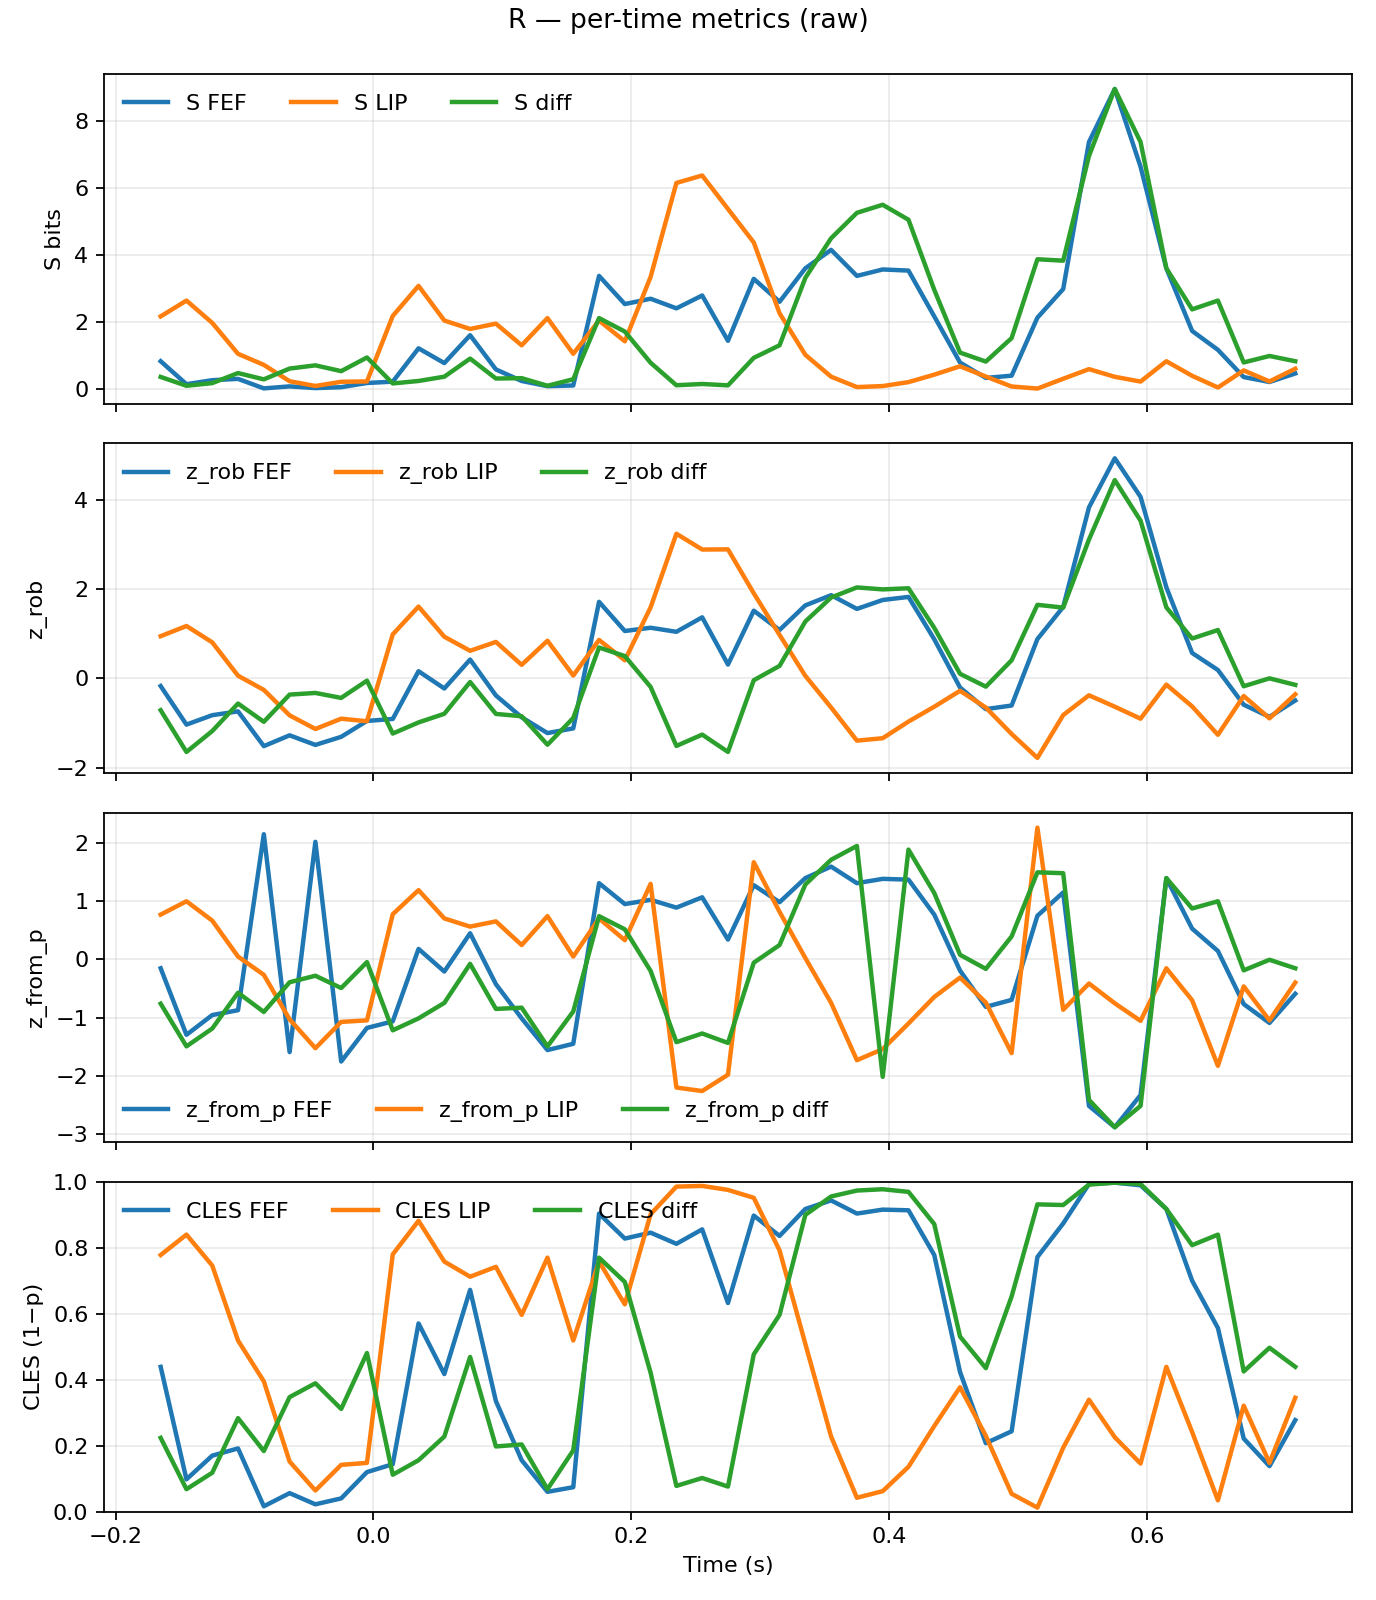 R — per-time metrics (raw)
S FEF S LIP S diff
8
6
4
2
0
S bits
z_rob FEF z_rob LIP z_rob diff
4
2
0
−2
z_rob
2
1
0
−1
−2
−3
z_from_p
z_from_p FEF z_from_p LIP z_from_p diff
CLES FEF CLES LIP CLES diff
1.0
0.8
0.6
0.4
0.2
0.0
CLES (1−p)
−0.2 0.0 0.2 0.4 0.6
Time (s)